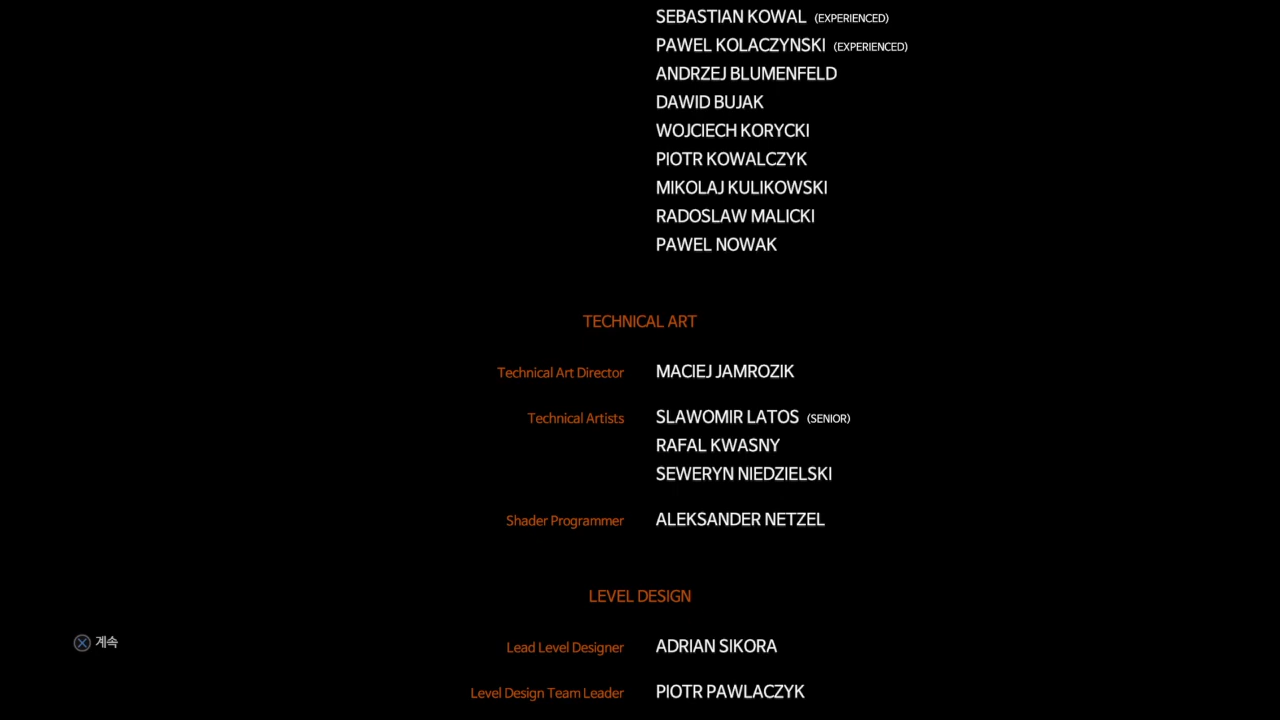 SEBASTIAN KOWAL (EXPERIENCED)
PAWEL KOLACZYNSKI (EXPERIENCED)
ANDRZEJ BLUMENFELD
DAWID BUJAK
WOJCIECH KORYCKI
PIOTR KOWALCZYK
MIKOLAJ KULIKOWSKI
RADOSLAW MALICKI
PAWEL NOWAK
TECHNICAL ART
Technical Art Director MACIEJ JAMROZIK
Technical Artists SLAWOMIR LATOS (SENIOR)
RAFAL KWASNY
SEWERYN NIEDZIELSKI
Shader Programmer ALEKSANDER NETZEL
LEVEL DESIGN
계속
Lead Level Designer ADRIAN SIKORA
Level Design Team Leader PIOTR PAWLACZYK